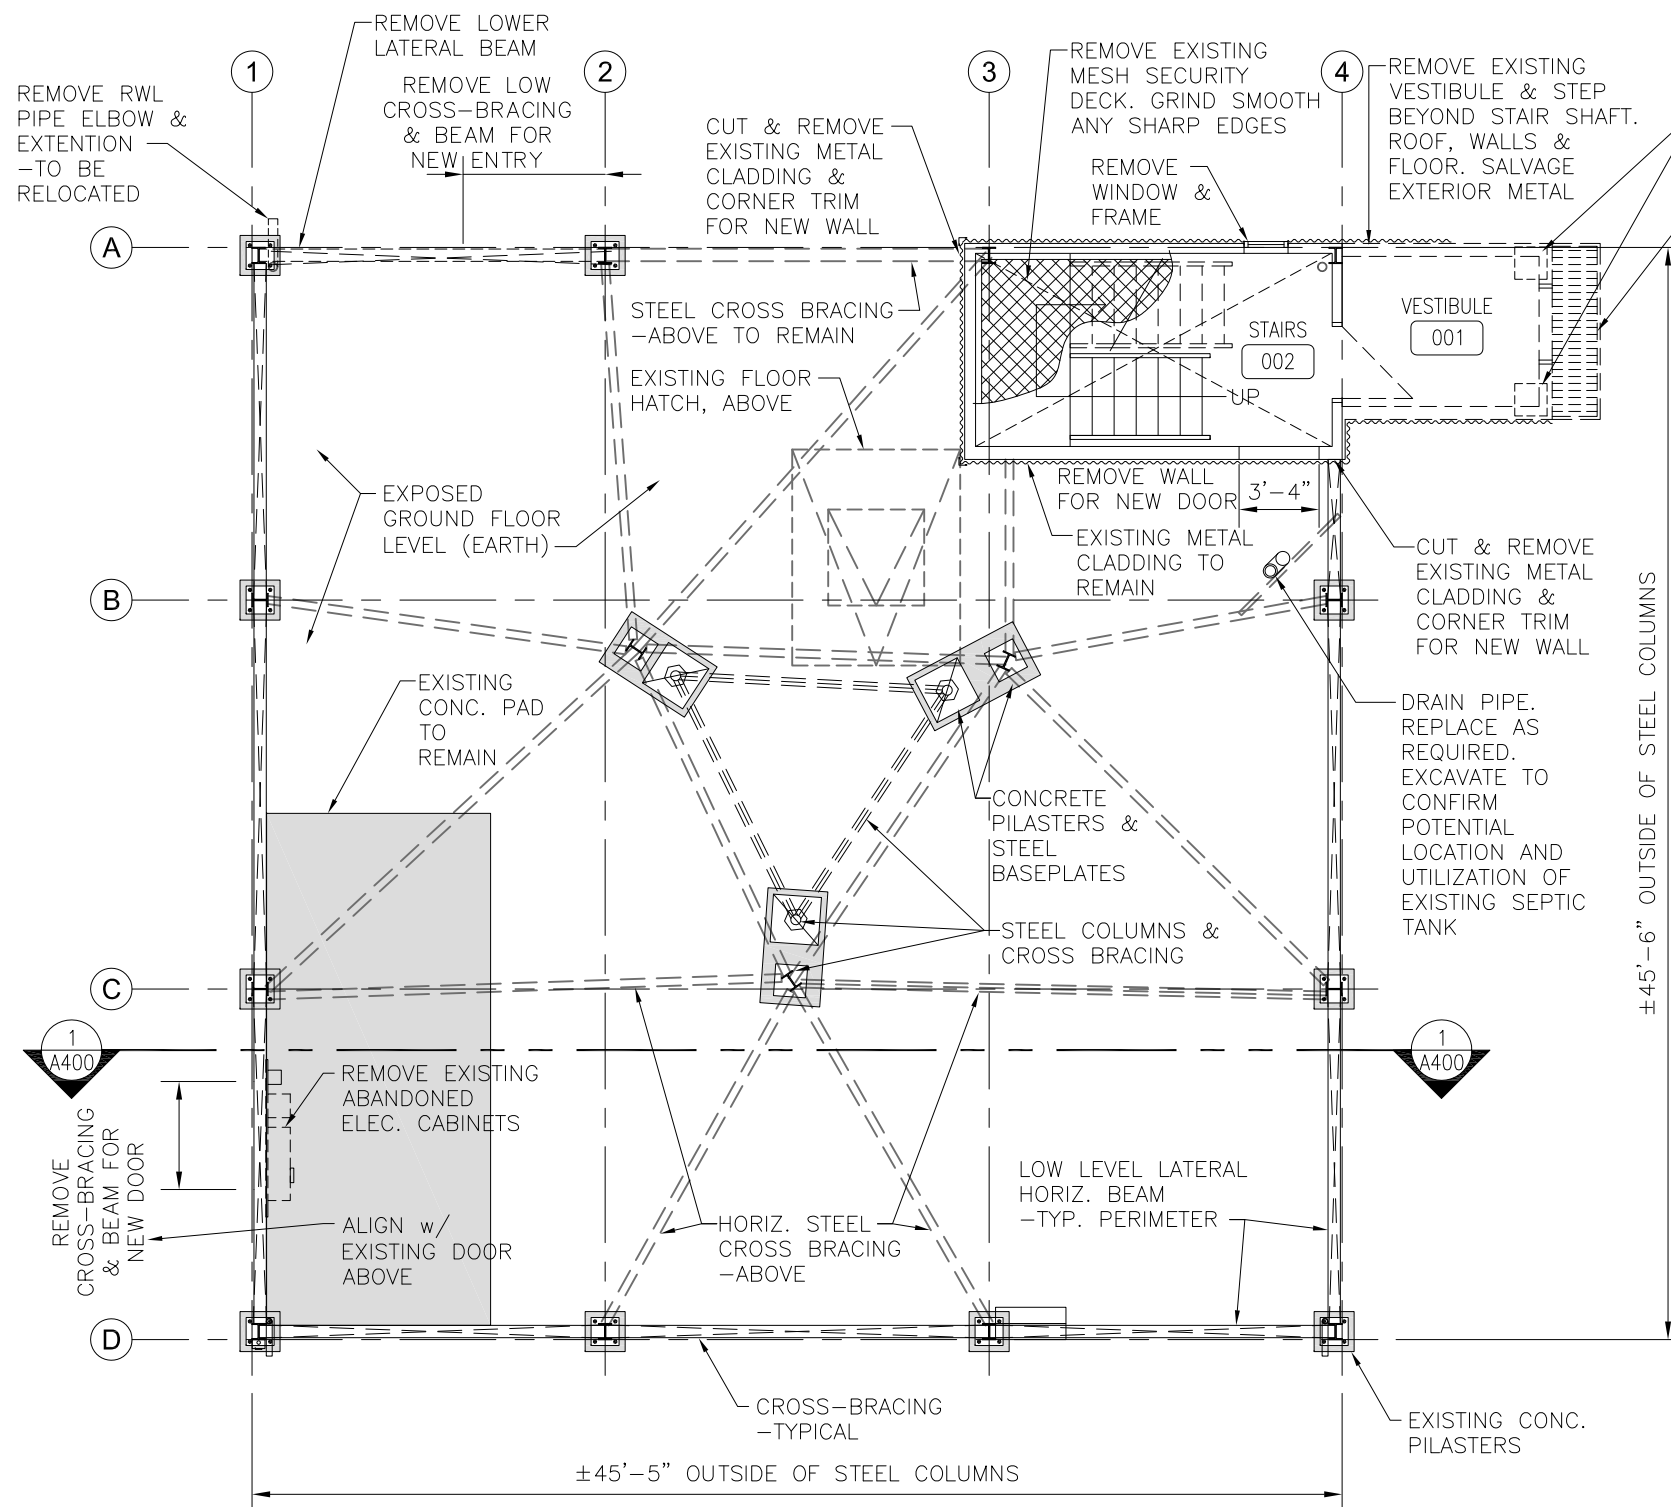 REMOVE LOWER
LATERAL BEAM
1
2
3
4
REMOVE RWL
PIPE ELBOW &
EXTENTION
-TO BE
RELOCATED
REMOVE LOW
CROSS-BRACING
& BEAM FOR
NEW ENTRY
CUT & REMOVE
EXISTING METAL
CLADDING &
CORNER TRIM
FOR NEW WALL
REMOVE EXISTING
MESH SECURITY
DECK. GRIND SMOOTH
ANY SHARP EDGES
REMOVE
WINDOW &
FRAME
REMOVE EXISTING
VESTIBULE & STEP
BEYOND STAIR SHAFT.
ROOF, WALLS &
FLOOR. SALVAGE
EXTERIOR METAL
A
STEEL CROSS BRACING
-ABOVE TO REMAIN
STAIRS
002
VESTIBULE
001
UP
EXISTING FLOOR
HATCH, ABOVE
EXPOSED
GROUND FLOOR
LEVEL (EARTH)
REMOVE WALL
FOR NEW DOOR
3'-4"
EXISTING METAL
CLADDING TO
REMAIN
CUT & REMOVE
EXISTING METAL
CLADDING &
CORNER TRIM
FOR NEW WALL
B
EXISTING
CONC. PAD
TO
REMAIN
DRAIN PIPE.
REPLACE AS
REQUIRED.
EXCAVATE TO
CONFIRM
POTENTIAL
LOCATION AND
UTILIZATION OF
EXISTING SEPTIC
TANK
±45'-6" OUTSIDE OF STEEL COLUMNS
CONCRETE
PILASTERS &
STEEL
BASEPLATES
STEEL COLUMNS &
CROSS BRACING
C
1
A400
1
A400
REMOVE EXISTING
ABANDONED
ELEC. CABINETS
REMOVE
CROSS-BRACING
& BEAM FOR
NEW DOOR
ALIGN w/
EXISTING DOOR
ABOVE
HORIZ. STEEL
CROSS BRACING
-ABOVE
LOW LEVEL LATERAL
HORIZ. BEAM
-TYP. PERIMETER
D
CROSS-BRACING
-TYPICAL
EXISTING CONC.
PILASTERS
±45'-5" OUTSIDE OF STEEL COLUMNS